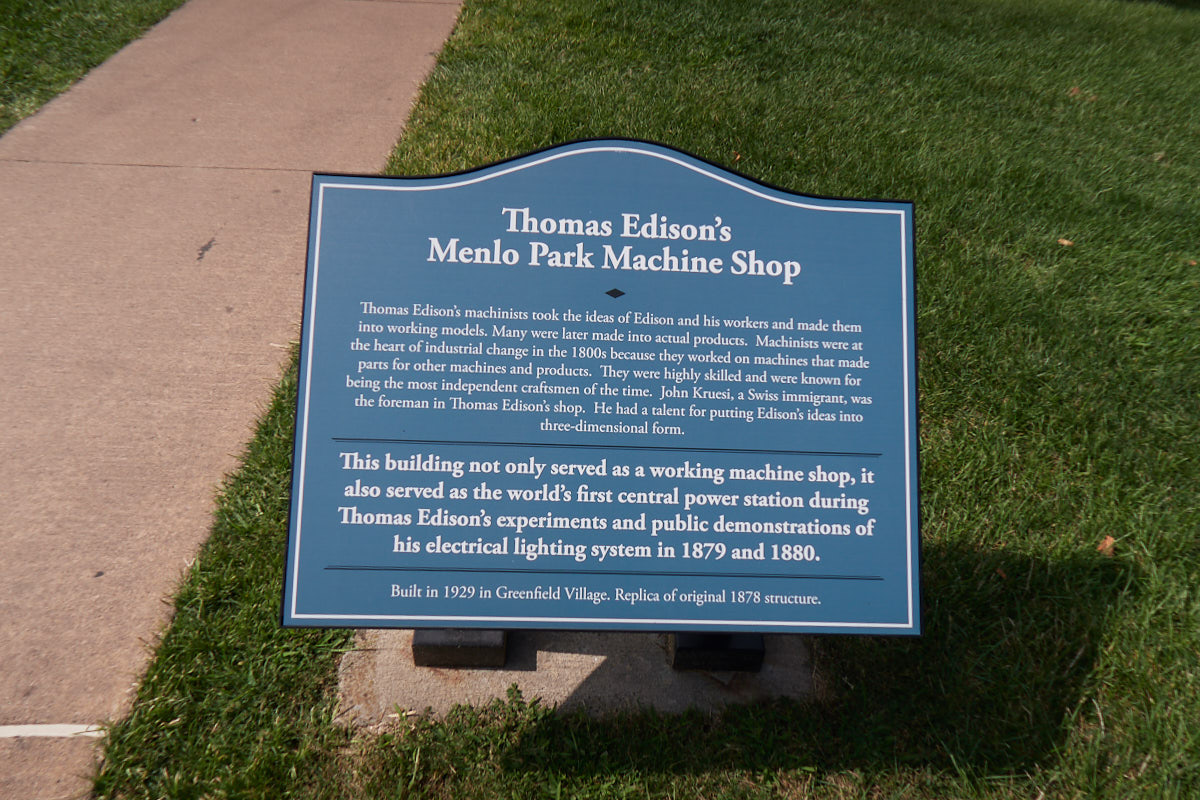 Thomas Edison's
Menlo Park Machine Shop
Thomas Edison's machinists took the ideas of Edison and his workers and made them
into working models. Many were later made into actual products. Machinists were at
the heart of industrial change in the 1800s because they worked on machines that made
parts for other machines and products. They were highly skilled and were known for
being the most independent craftsmen of the time. John Kruesi, a Swiss immigrant, was
the foreman in Thomas Edison's shop. He had a talent for putting Edison's ideas into
three-dimensional form.
This building not only served as a working machine shop, it
also served as the world's first central power station during
Thomas Edison's experiments and public demonstrations of
his electrical lighting system in 1879 and 1880.
Built in 1929 in Greenfield Village. Replica of original 1878 structure.